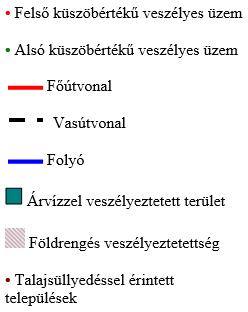 • Felső küszöbértékű veszélyes üzem
• Alsó küszöbértékű veszélyes üzem
Főútvonal
Vasútvonal
Folyó
Árvízzel veszélyeztetett terület
Földrengés veszélyeztetettség
• Talajsüllyedéssel érintett
települések